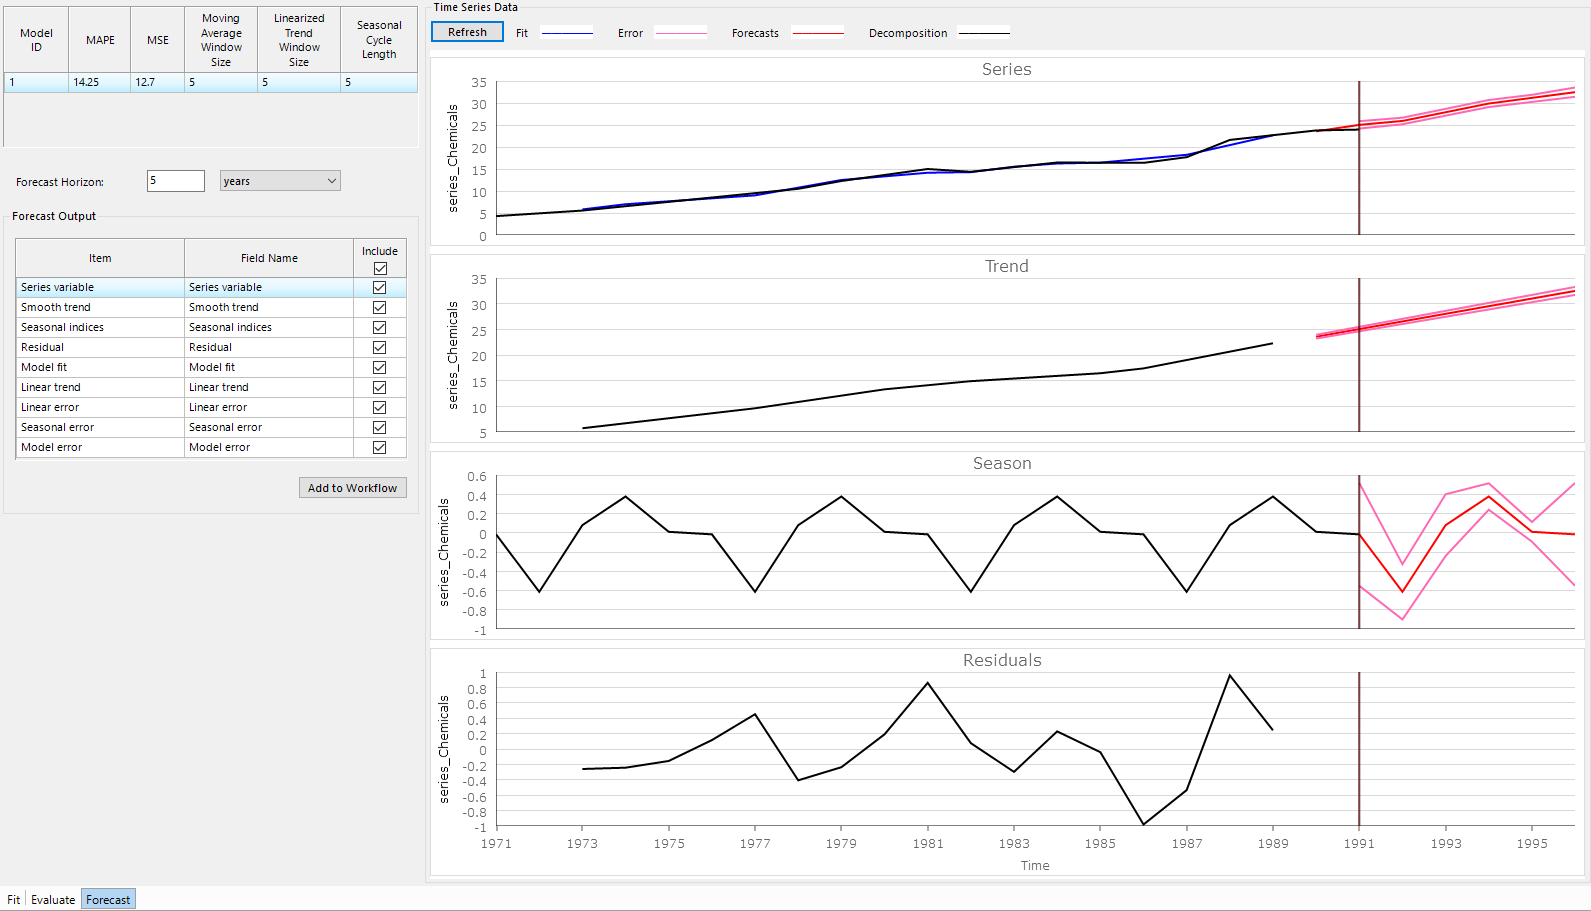 Model ID
MAPE
MSE
Moving Average Window Size
Linearized Trend Window Size
Seasonal Cycle Length
1 14.25 12.7 5 5 5
Forecast Horizon: 5 years
Forecast Output
Item Field Name Include
Series variable Series variable
Smooth trend Smooth trend
Seasonal indices Seasonal indices
Residual Residual
Model fit Model fit
Linear trend Linear trend
Linear error Linear error
Seasonal error Seasonal error
Model error Model error
Add to Workflow
Time Series Data
Refresh Fit Error Forecasts Decomposition
Series
series_Chemicals
35
30
25
20
15
10
5
0
Trend
series_Chemicals
35
30
25
20
15
10
5
Season
series_Chemicals
0.6
0.4
0.2
0
-0.2
-0.4
-0.6
-0.8
-1
Residuals
series_Chemicals
1
0.8
0.6
0.4
0.2
0
-0.2
-0.4
-0.6
-0.8
-1
1971 1973 1975 1977 1979 1981 1983 1985 1987 1989 1991 1993 1995
Time
Fit Evaluate Forecast